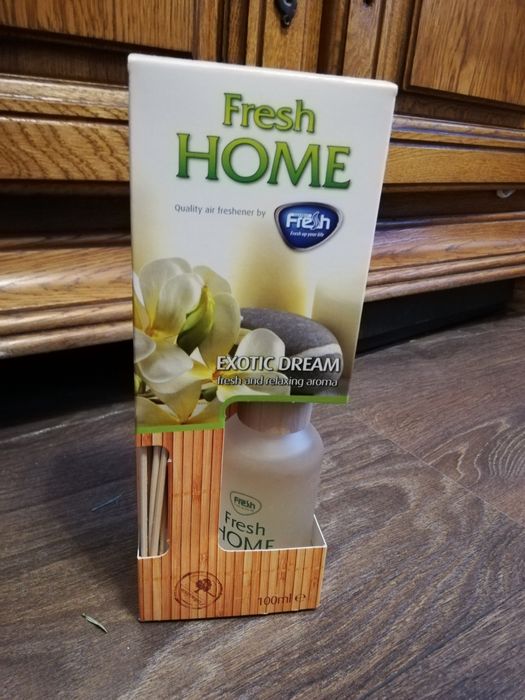 Fresh
HOME
Quality air freshener by
Fresh
Fresh up your life
EXOTIC DREAM
fresh and relaxing aroma
Fresh
Fresh
HOME
100ml e